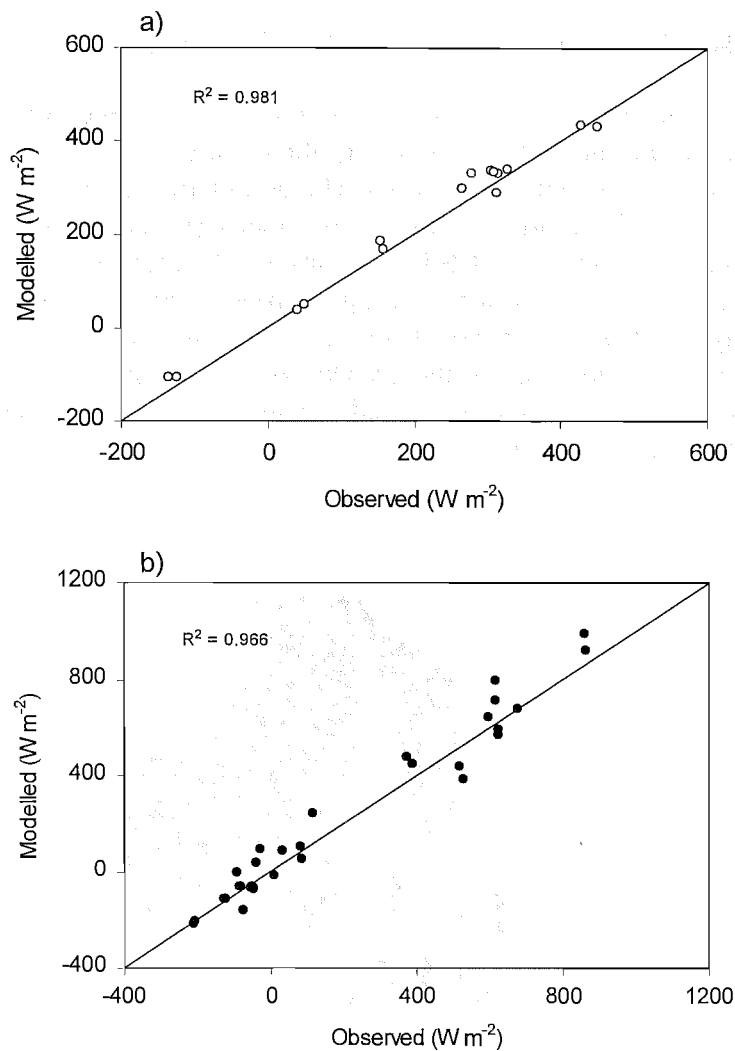 a)
600
400
200
0
-200
R² = 0.981
Modelled (W m⁻²)
-200 0 200 400 600
Observed (W m⁻²)
b)
1200
800
400
0
-400
R² = 0.966
Modelled (W m⁻²)
-400 0 400 800 1200
Observed (W m⁻²)